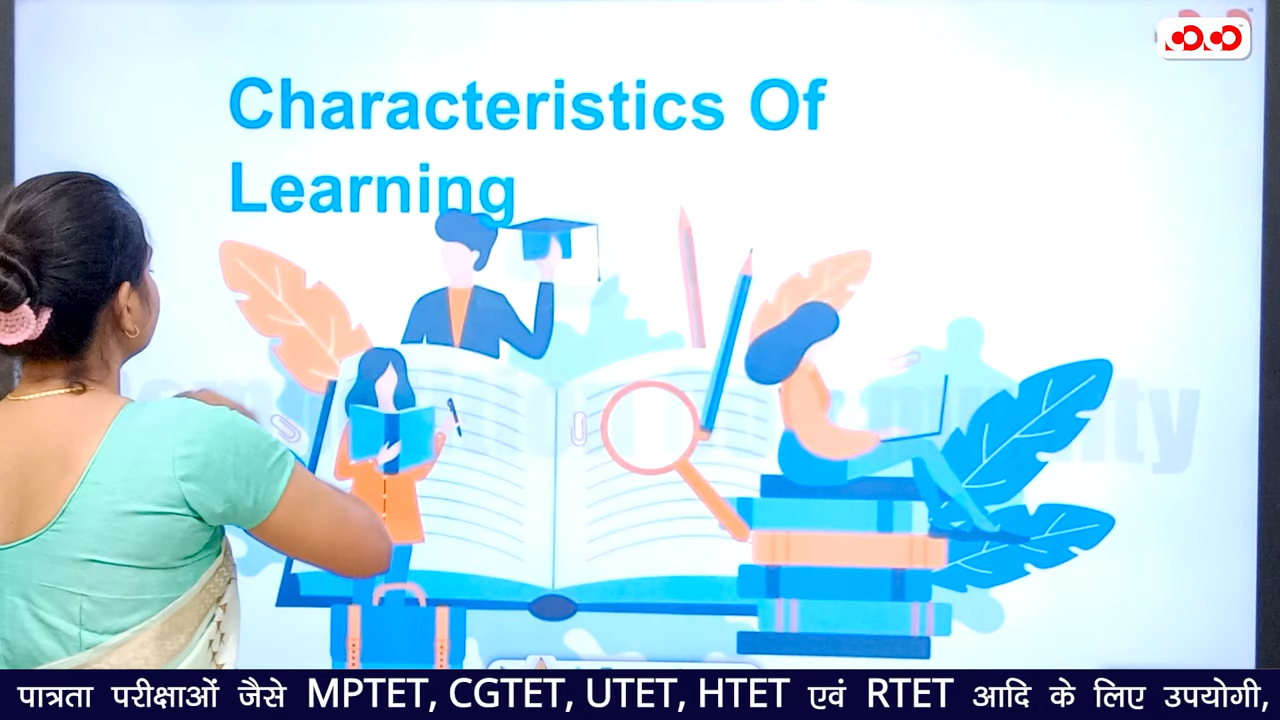 Characteristics Of
Learning
पात्रता परीक्षाओं जैसे MPTET, CGTET, UTET, HTET एवं RTET आदि के लिए उपयोगी,